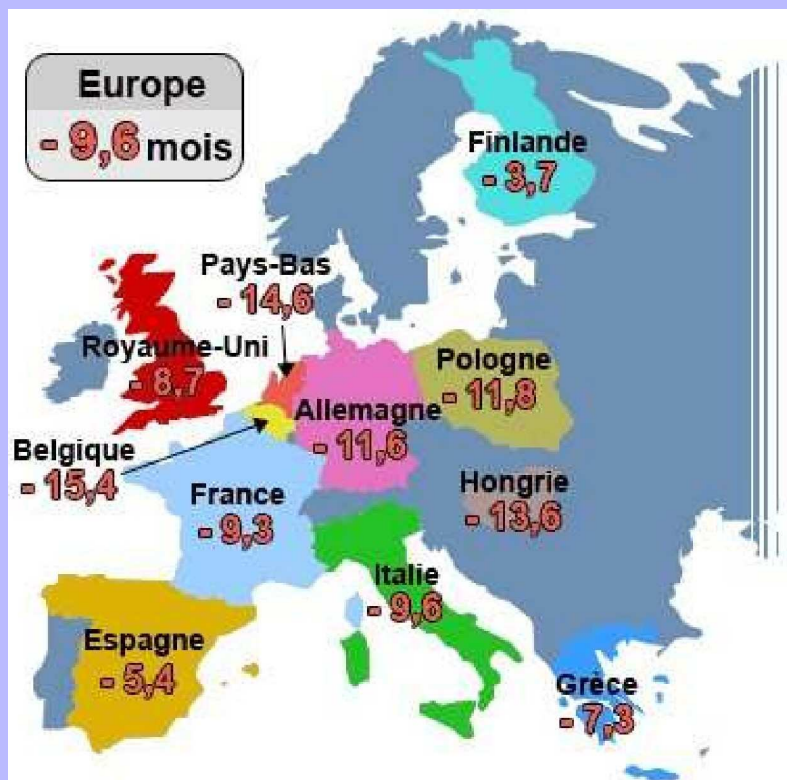 Europe
- 9,6 mois
Finlande
- 3,7
Pays-Bas
- 14,6
Royaume-Uni
- 8,7
Pologne
- 11,8
Allemagne
- 11,6
Belgique
- 15,4
France
- 9,3
Hongrie
- 13,6
Italie
- 9,6
Espagne
- 5,4
Grèce
- 7,3